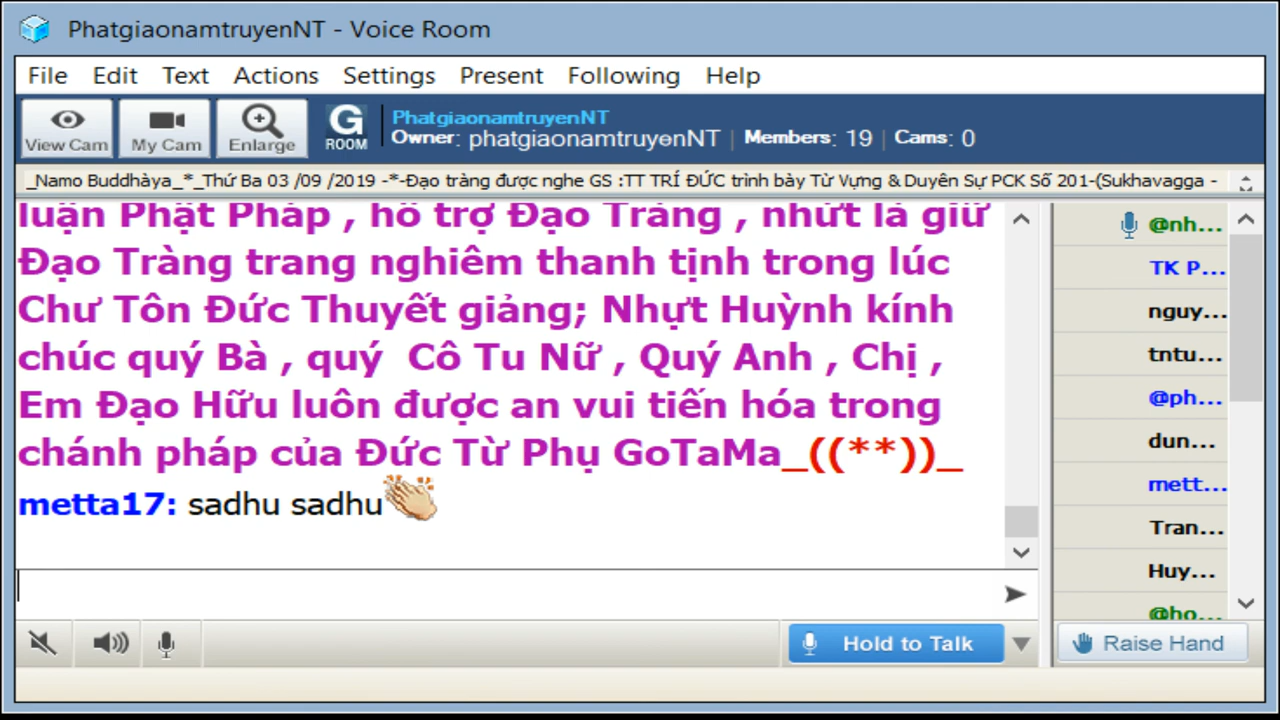 PhatgiaonamtruyenNT - Voice Room
File Edit Text Actions Settings Present Following Help
View Cam My Cam Enlarge
G ROOM
PhatgiaonamtruyenNT
Owner: phatgiaonamtruyenNT | Members: 19 | Cams: 0
_Namo Buddhàya_*_Thứ Ba 03 /09 /2019 -*-Đạo tràng được nghe GS :TT TRÍ ĐỨC trình bày Từ Vựng & Duyên Sự PCK Số 201-(Sukhavagga -
luận Phật Pháp , hỗ trợ Đạo Tràng , nhứt là giữ
Đạo Tràng trang nghiêm thanh tịnh trong lúc
Chư Tôn Đức Thuyết giảng; Nhựt Huỳnh kính
chúc quý Bà , quý Cô Tu Nữ , Quý Anh , Chị ,
Em Đạo Hữu luôn được an vui tiến hóa trong
chánh pháp của Đức Từ Phụ GoTaMa_((**))_
metta17: sadhu sadhu
@nh...
TK P...
nguy...
tntu...
@ph...
dun...
mett...
Tran...
Huy...
@ho...
Hold to Talk
Raise Hand